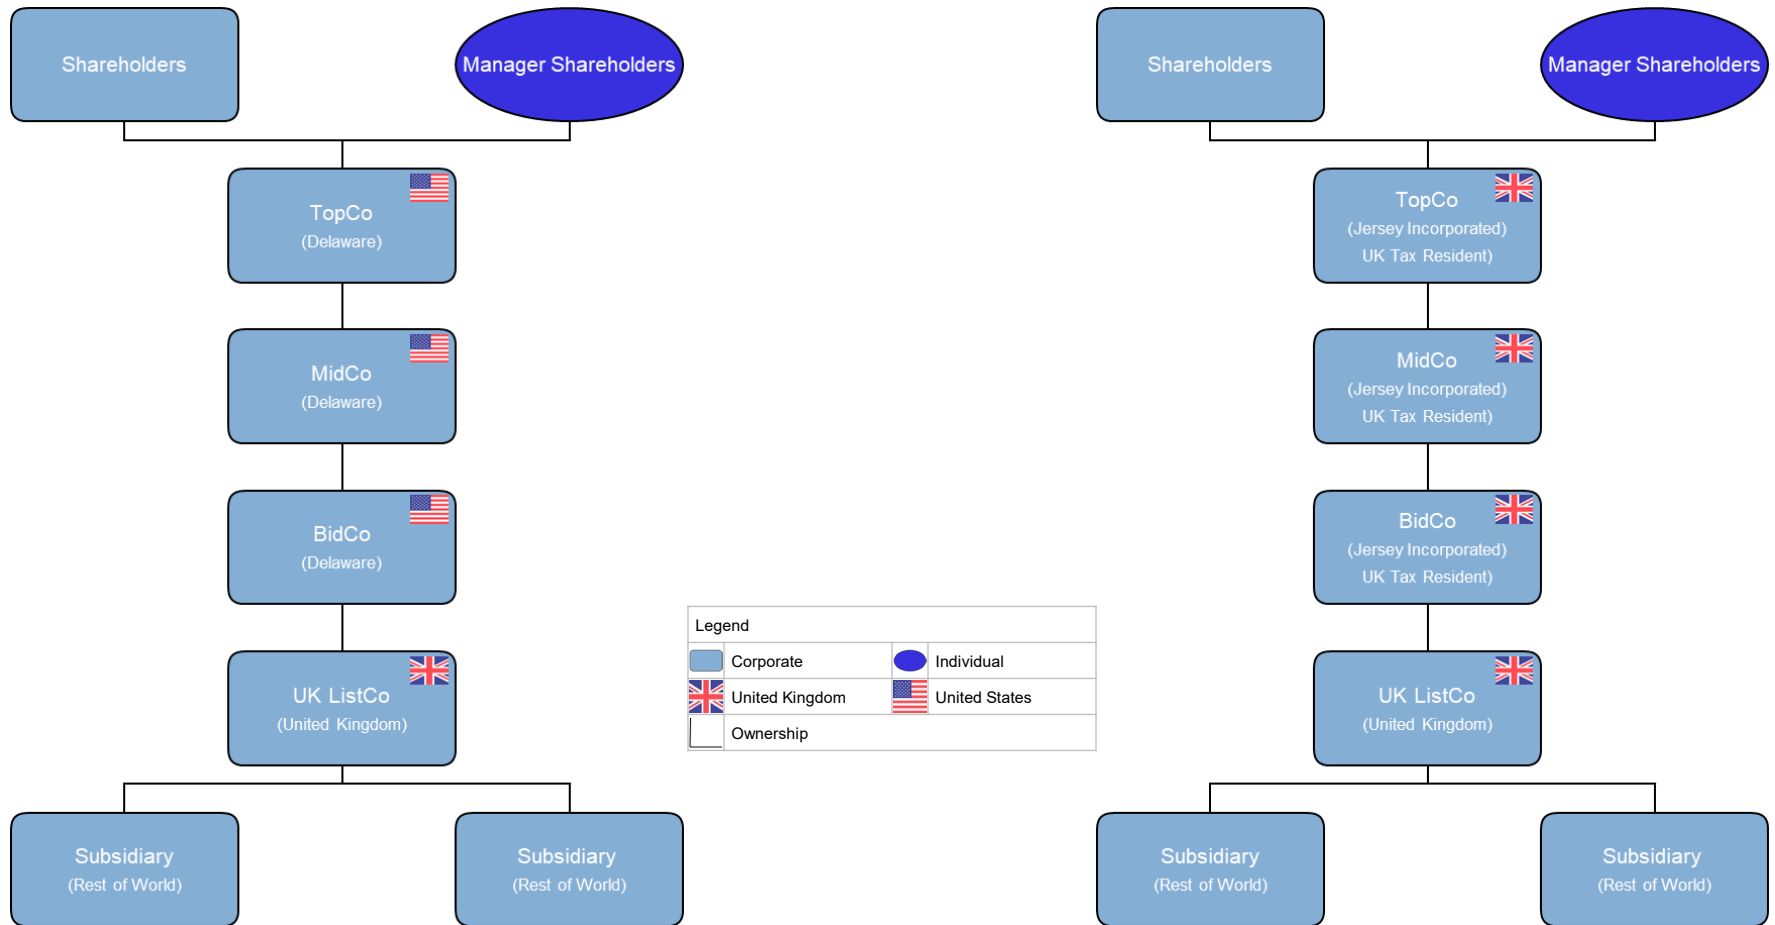 Shareholders
Manager Shareholders
TopCo
(Delaware)
MidCo
(Delaware)
BidCo
(Delaware)
UK ListCo
(United Kingdom)
Subsidiary
(Rest of World)
Subsidiary
(Rest of World)
Legend
Corporate
Individual
United Kingdom
United States
Ownership
Shareholders
Manager Shareholders
TopCo
(Jersey Incorporated)
UK Tax Resident)
MidCo
(Jersey Incorporated)
UK Tax Resident)
BidCo
(Jersey Incorporated)
UK Tax Resident)
UK ListCo
(United Kingdom)
Subsidiary
(Rest of World)
Subsidiary
(Rest of World)